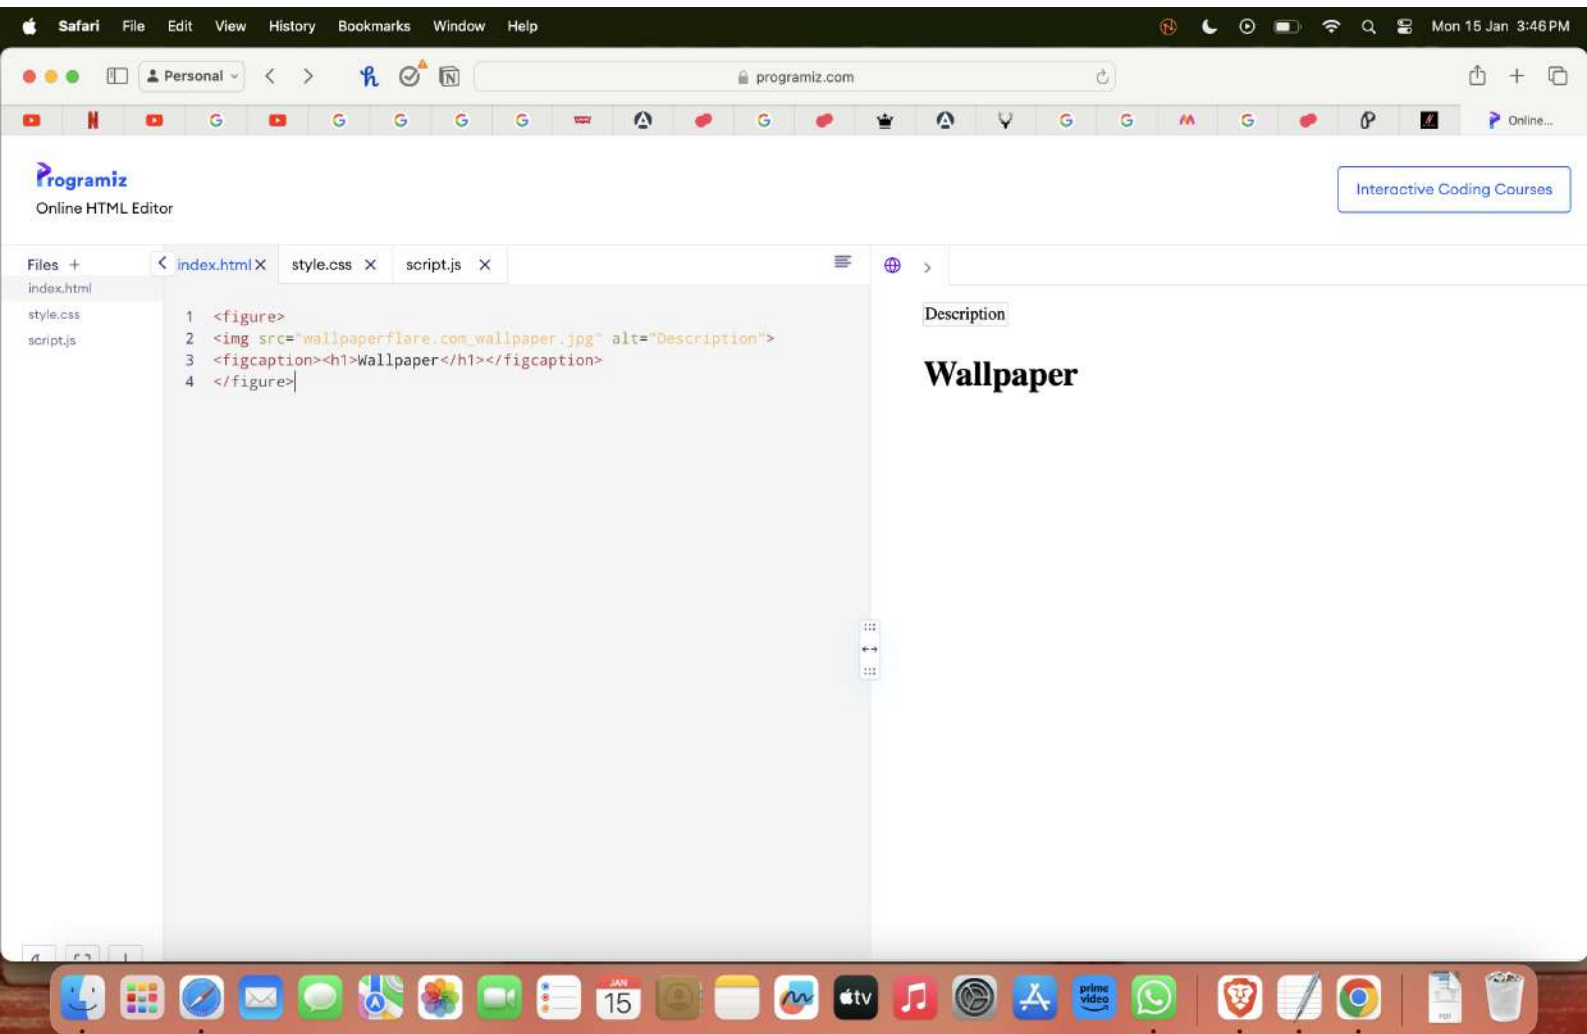 Safari File Edit View History Bookmarks Window Help Mon 15 Jan 3:46 PM
Personal programiz.com
Online...
Programiz
Online HTML Editor
Interactive Coding Courses
Files +
index.html
style.css
script.js
index.html X style.css X script.js X
1 <figure>
2 <img src="wallpaperflare.com_wallpaper.jpg" alt="Description">
3 <figcaption><h1>Wallpaper</h1></figcaption>
4 </figure>
Description
Wallpaper
JAN
15
tv
prime
video
PDF